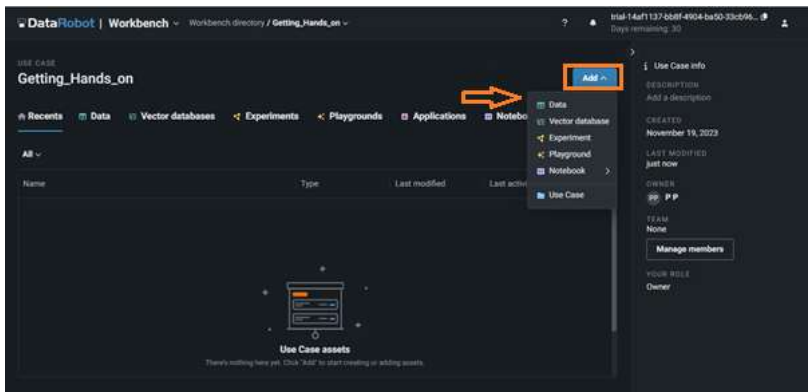 DataRobot | Workbench
Workbench directory / Getting_Hands_on
?
trial-14af1137-bb8f-4904-ba50-33cb96...
Days remaining: 30
USE CASE
Getting_Hands_on
Add
Recents Data Vector databases Experiments Playgrounds Applications Notebo
All
Name Type Last modified Last activ
Data
Vector database
Experiment
Playground
Notebook
Use Case
Use Case assets
There's nothing here yet. Click "Add" to start creating or adding assets.
i Use Case info
DESCRIPTION
Add a description
CREATED
November 19, 2023
LAST MODIFIED
just now
OWNER
PP P P
TEAM
None
Manage members
YOUR ROLE
Owner